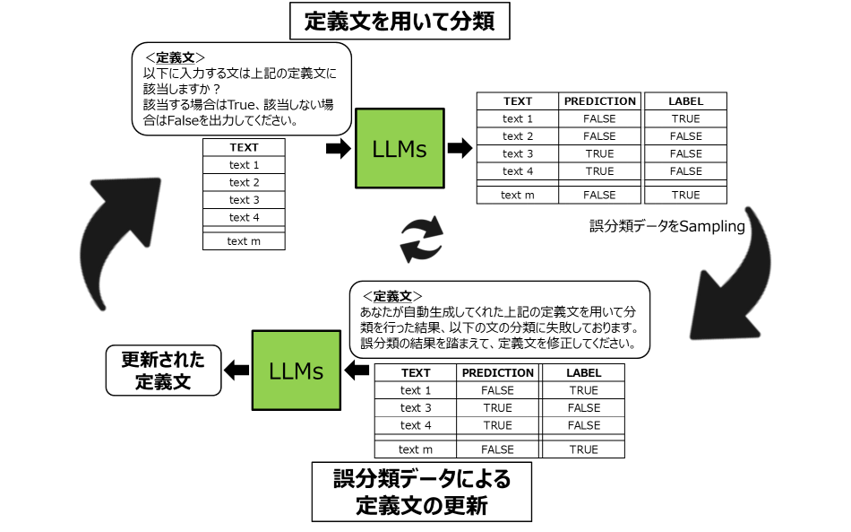 定義文を用いて分類
＜定義文＞
以下に入力する文は上記の定義文に
該当しますか？
該当する場合はTrue、該当しない場
合はFalseを出力してください。
TEXT
text 1
text 2
text 3
text 4
text m
LLMs
TEXT PREDICTION LABEL
text 1 FALSE TRUE
text 2 FALSE FALSE
text 3 TRUE FALSE
text 4 TRUE FALSE
text m FALSE TRUE
誤分類データをSampling
＜定義文＞
あなたが自動生成してくれた上記の定義文を用いて分
類を行った結果、以下の文の分類に失敗しております。
誤分類の結果を踏まえて、定義文を修正してください。
TEXT PREDICTION LABEL
text 1 FALSE TRUE
text 3 TRUE FALSE
text 4 TRUE FALSE
text m FALSE TRUE
LLMs
更新された
定義文
誤分類データによる
定義文の更新